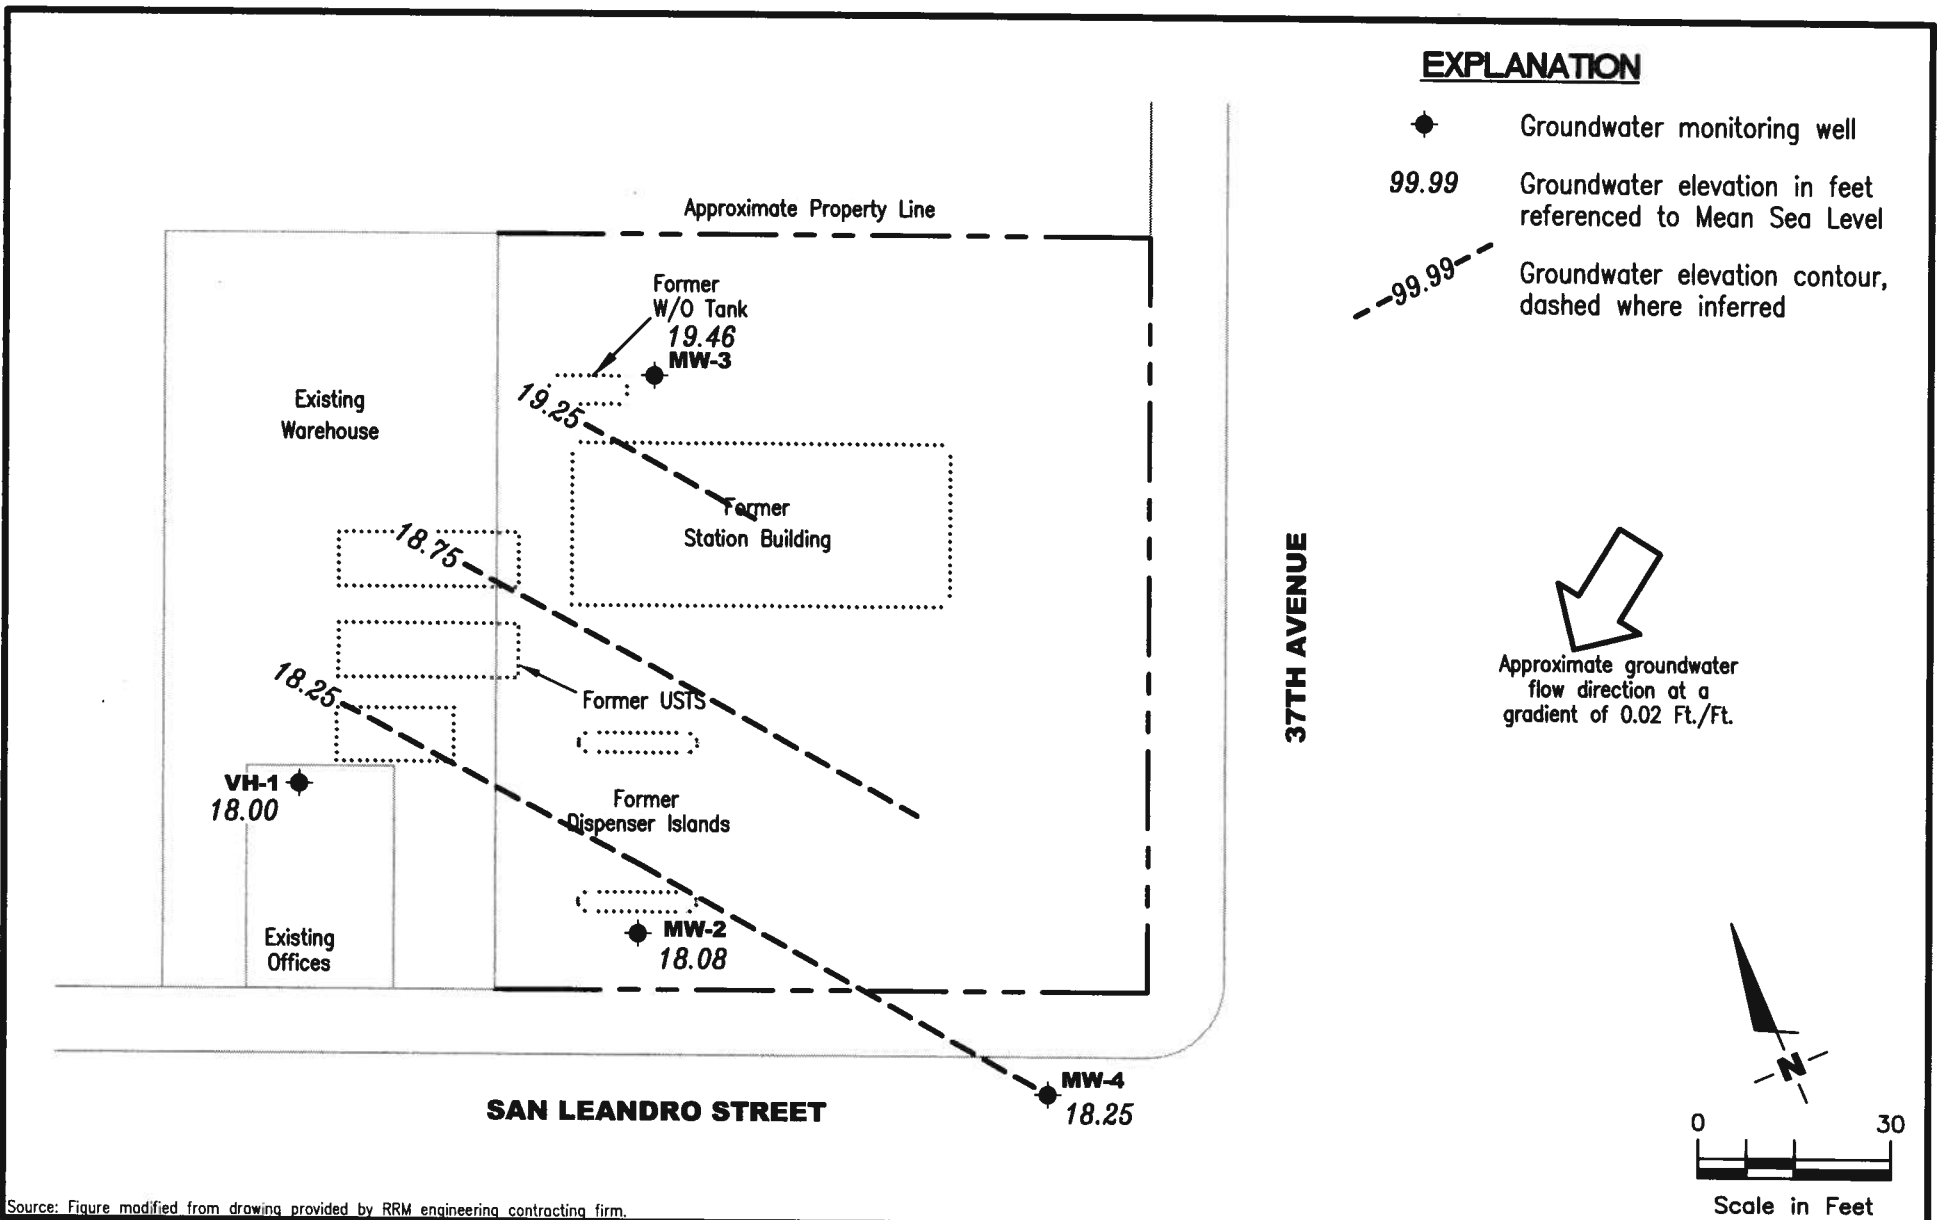 EXPLANATION
Groundwater monitoring well
99.99
Groundwater elevation in feet
referenced to Mean Sea Level
99.99
Groundwater elevation contour,
dashed where inferred
Approximate Property Line
Former
W/O Tank
19.46
MW-3
19.25
Existing
Warehouse
Former
Station Building
18.75
18.25
Former USTS
VH-1
18.00
Former
Dispenser Islands
MW-2
18.08
Existing
Offices
37TH AVENUE
Approximate groundwater
flow direction at a
gradient of 0.02 Ft./Ft.
MW-4
18.25
SAN LEANDRO STREET
N
0 30
Scale in Feet
Source: Figure modified from drawing provided by RRM engineering contracting firm.